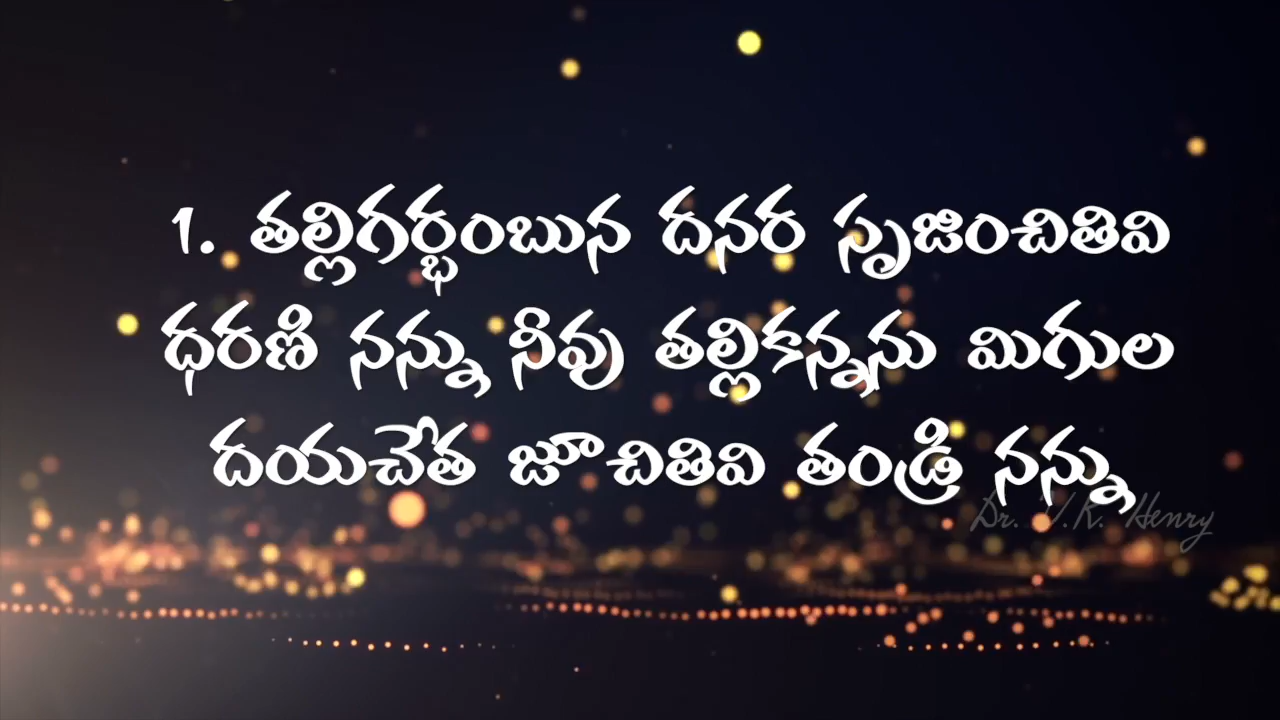 1. తల్లిగర్భంబున దనర సృజించితివి
ధరణి నన్ను నీవు తల్లికన్నను మిగుల
దయచేత జూచితివి తండ్రి నన్ను
Dr. V.R. Henry